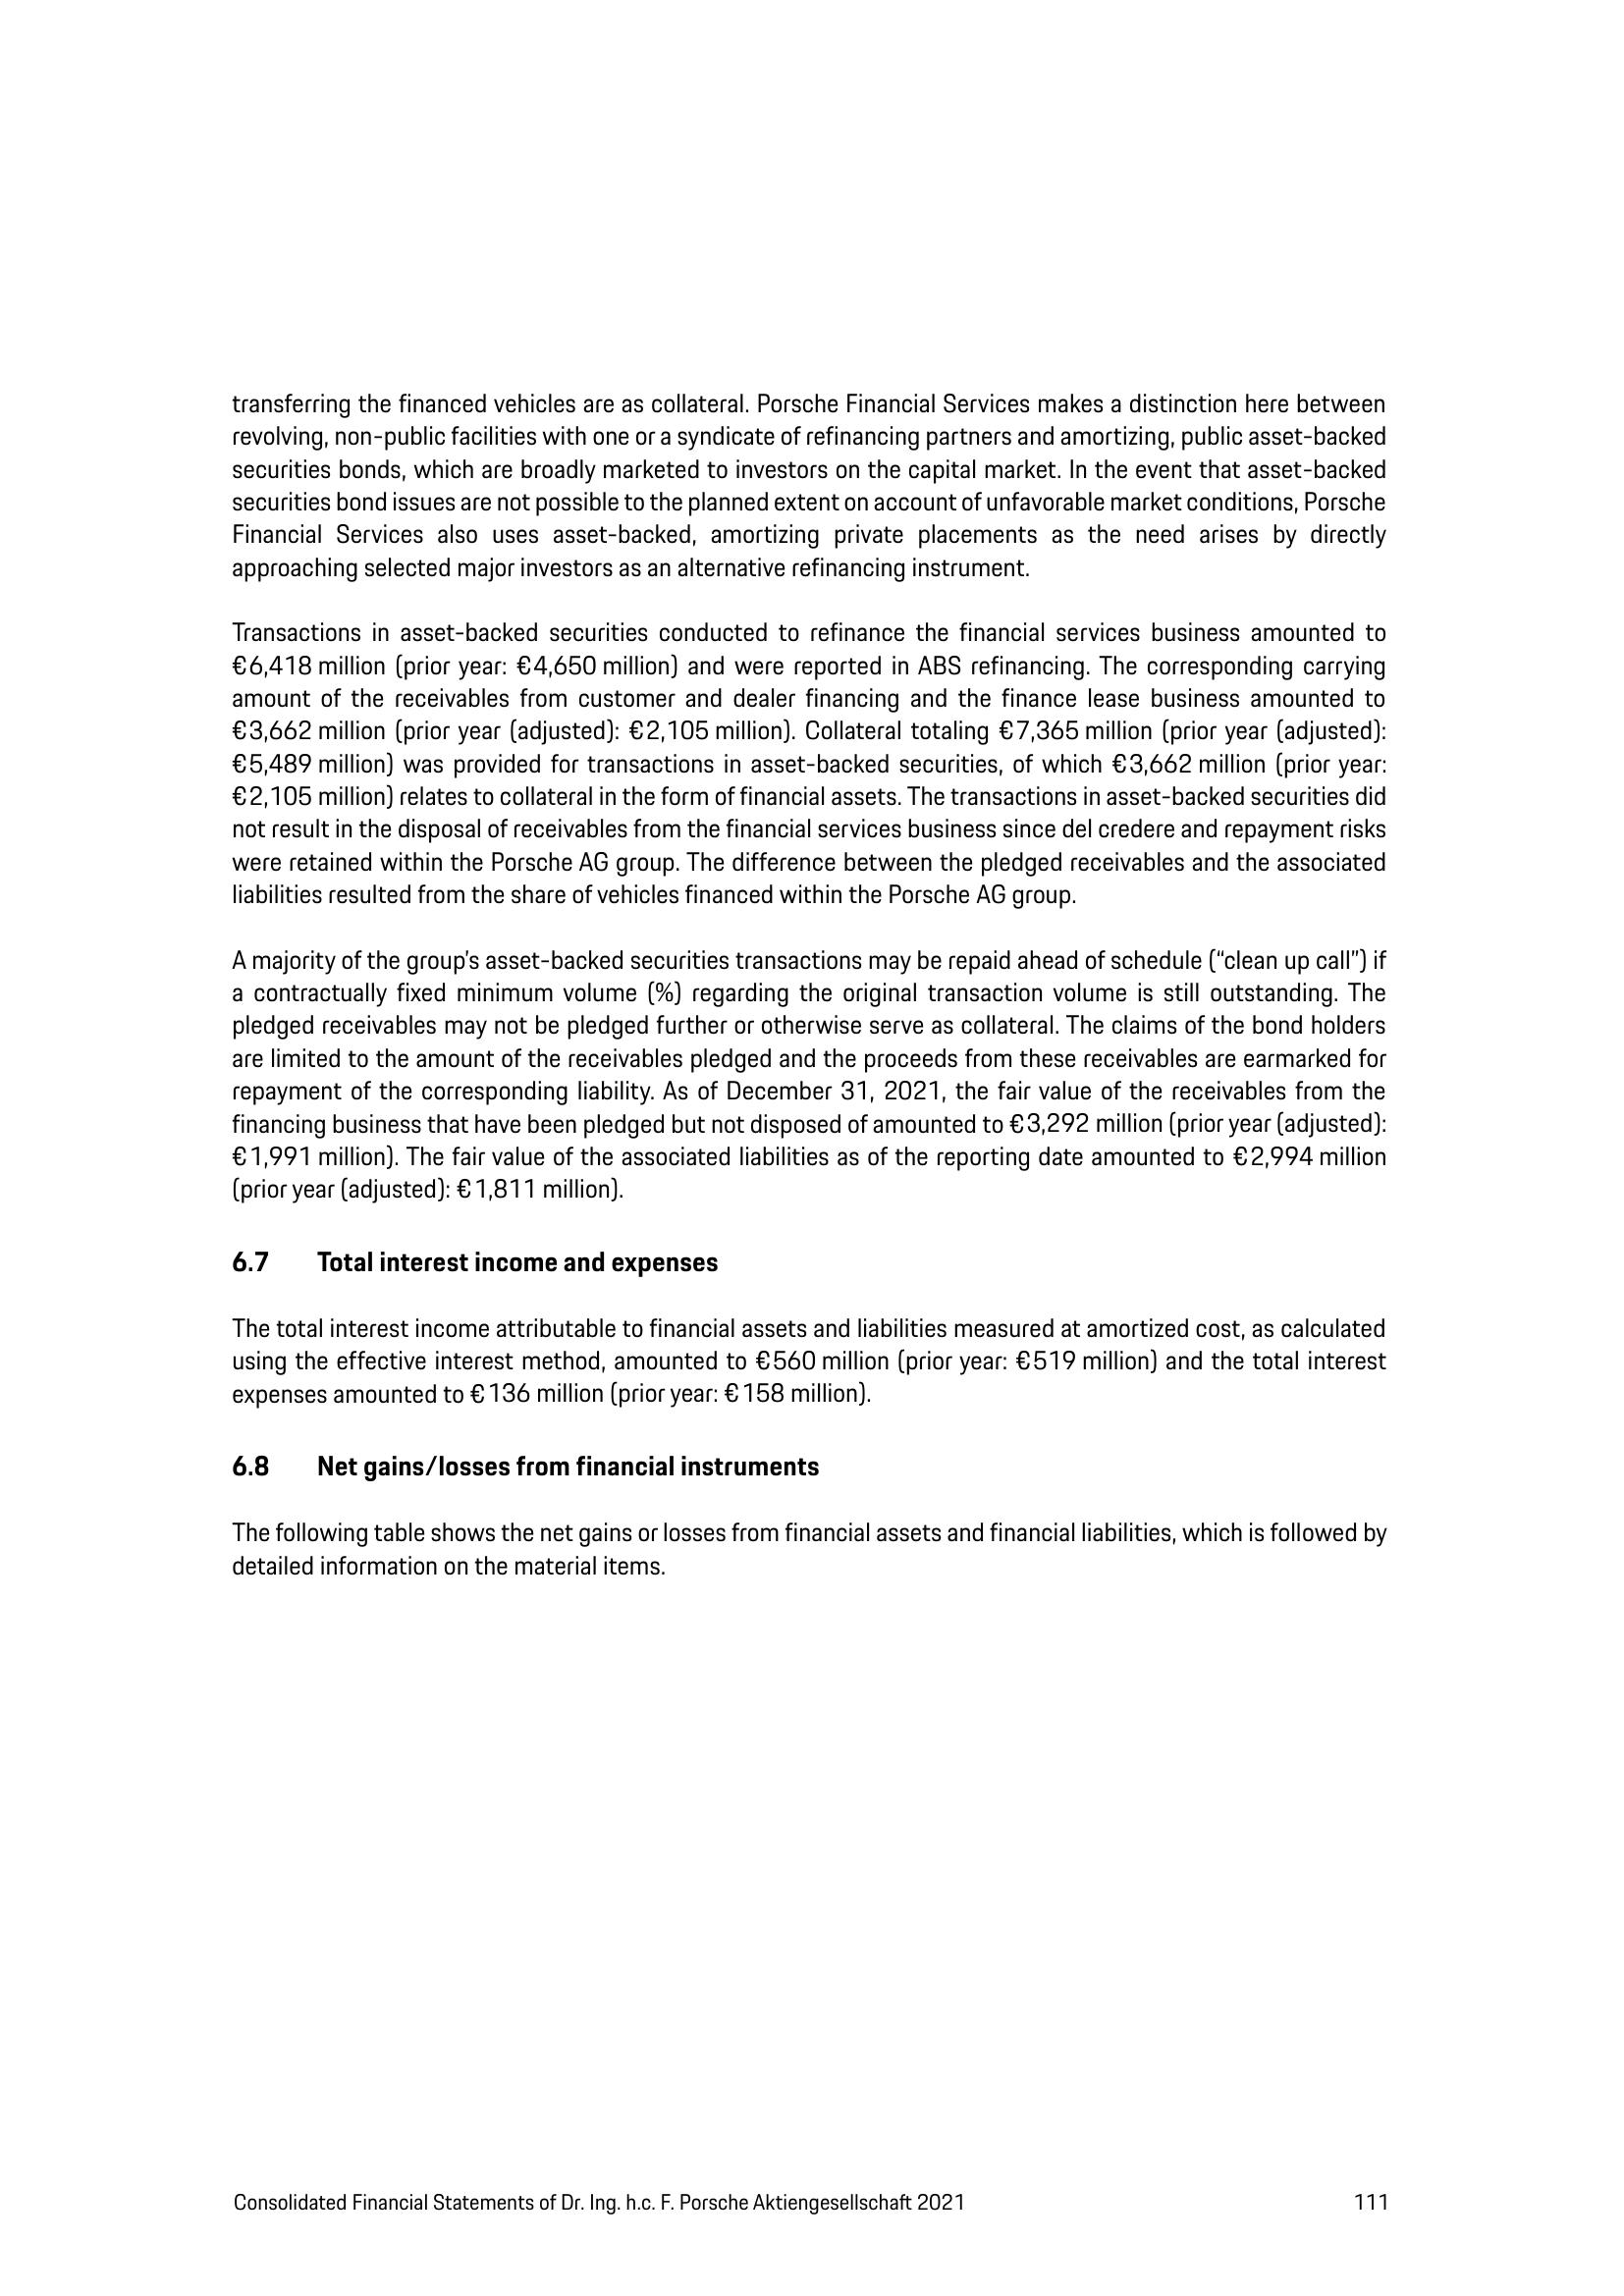 transferring the financed vehicles are as collateral. Porsche Financial Services makes a distinction here between
revolving, non-public facilities with one or a syndicate of refinancing partners and amortizing, public asset-backed
securities bonds, which are broadly marketed to investors on the capital market. In the event that asset-backed
securities bond issues are not possible to the planned extent on account of unfavorable market conditions, Porsche
Financial Services also uses asset-backed, amortizing private placements as the need arises by directly
approaching selected major investors as an alternative refinancing instrument.
Transactions in asset-backed securities conducted to refinance the financial services business amounted to
€6,418 million (prior year: €4,650 million) and were reported in ABS refinancing. The corresponding carrying
amount of the receivables from customer and dealer financing and the finance lease business amounted to
€3,662 million (prior year (adjusted): €2,105 million). Collateral totaling €7,365 million (prior year (adjusted):
€5,489 million) was provided for transactions in asset-backed securities, of which €3,662 million (prior year:
€2,105 million) relates to collateral in the form of financial assets. The transactions in asset-backed securities did
not result in the disposal of receivables from the financial services business since del credere and repayment risks
were retained within the Porsche AG group. The difference between the pledged receivables and the associated
liabilities resulted from the share of vehicles financed within the Porsche AG group.
A majority of the group's asset-backed securities transactions may be repaid ahead of schedule (“clean up call”) if
a contractually fixed minimum volume (%) regarding the original transaction volume is still outstanding. The
pledged receivables may not be pledged further or otherwise serve as collateral. The claims of the bond holders
are limited to the amount of the receivables pledged and the proceeds from these receivables are earmarked for
repayment of the corresponding liability. As of December 31, 2021, the fair value of the receivables from the
financing business that have been pledged but not disposed of amounted to €3,292 million (prior year (adjusted):
€1,991 million). The fair value of the associated liabilities as of the reporting date amounted to €2,994 million
(prior year (adjusted): €1,811 million).
6.7 Total interest income and expenses
The total interest income attributable to financial assets and liabilities measured at amortized cost, as calculated
using the effective interest method, amounted to €560 million (prior year: €519 million) and the total interest
expenses amounted to €136 million (prior year: €158 million).
6.8 Net gains/losses from financial instruments
The following table shows the net gains or losses from financial assets and financial liabilities, which is followed by
detailed information on the material items.
Consolidated Financial Statements of Dr. Ing. h.c. F. Porsche Aktiengesellschaft 2021 111